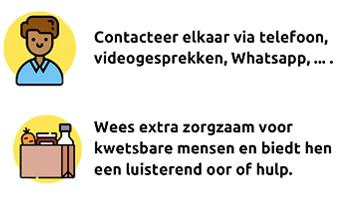 Contacteer elkaar via telefoon,
videogesprekken, Whatsapp, ... .
Wees extra zorgzaam voor
kwetsbare mensen en biedt hen
een luisterend oor of hulp.